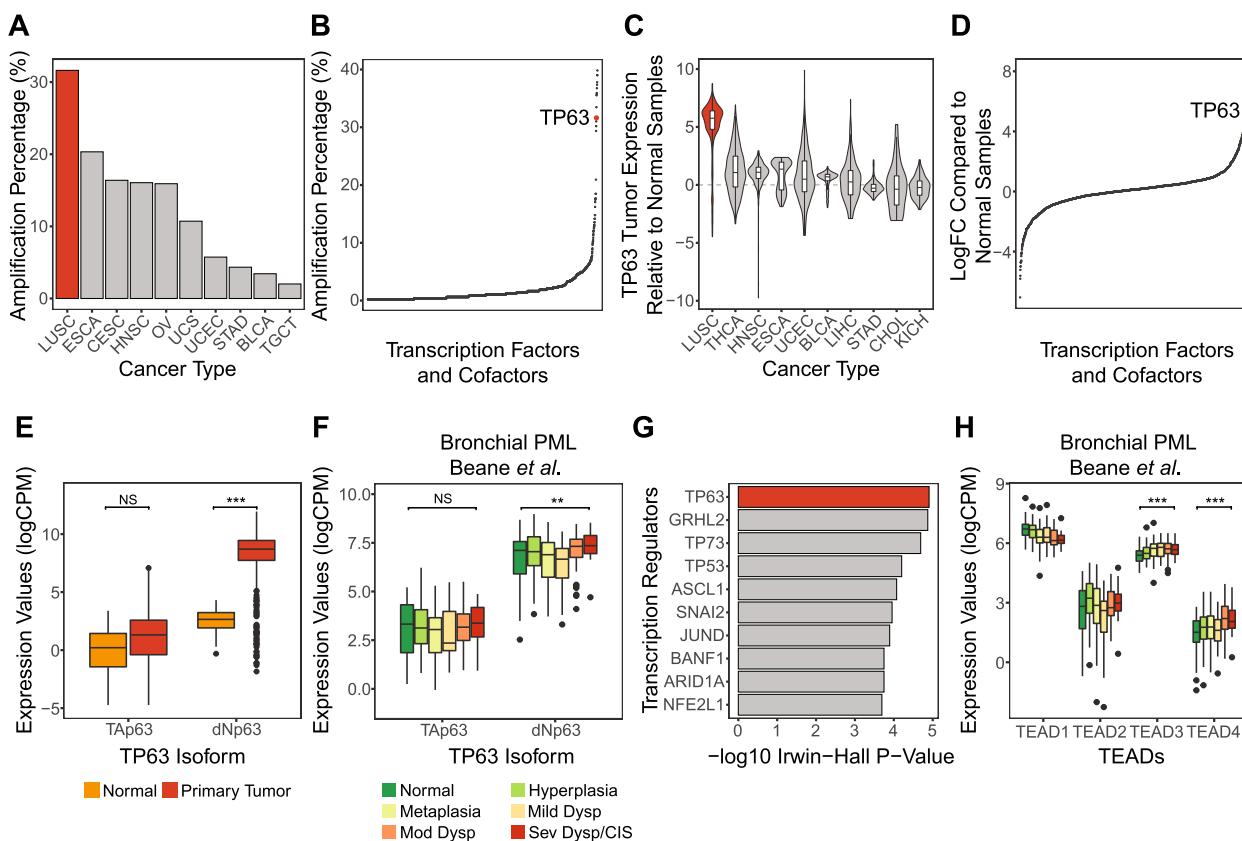 A
Amplification Percentage (%)
30
20
10
0
LUSC
ESCA
CESC
HNSC
OV
UCS
UCEC
STAD
BLCA
TGCT
Cancer Type
B
Amplification Percentage (%)
40
30
20
10
0
TP63
Transcription Factors
and Cofactors
C
TP63 Tumor Expression
Relative to Normal Samples
10
5
0
−5
−10
LUSC
THCA
HNSC
ESCA
UCEC
BLCA
LIHC
STAD
CHOL
KICH
Cancer Type
D
LogFC Compared to
Normal Samples
8
4
0
−4
TP63
Transcription Factors
and Cofactors
E
Expression Values (logCPM)
10
5
0
−5
NS
***
TAp63
dNp63
TP63 Isoform
Normal
Primary Tumor
F
Bronchial PML
Beane et al.
Expression Values (logCPM)
10.0
7.5
5.0
2.5
0.0
NS
**
TAp63
dNp63
TP63 Isoform
Normal
Hyperplasia
Metaplasia
Mild Dysp
Mod Dysp
Sev Dysp/CIS
G
Transcription Regulators
TP63
GRHL2
TP73
TP53
ASCL1
SNAI2
JUND
BANF1
ARID1A
NFE2L1
0
1
2
3
4
5
−log10 Irwin−Hall P−Value
H
Bronchial PML
Beane et al.
Expression Values (logCPM)
9
6
3
0
***
***
TEAD1
TEAD2
TEAD3
TEAD4
TEADs